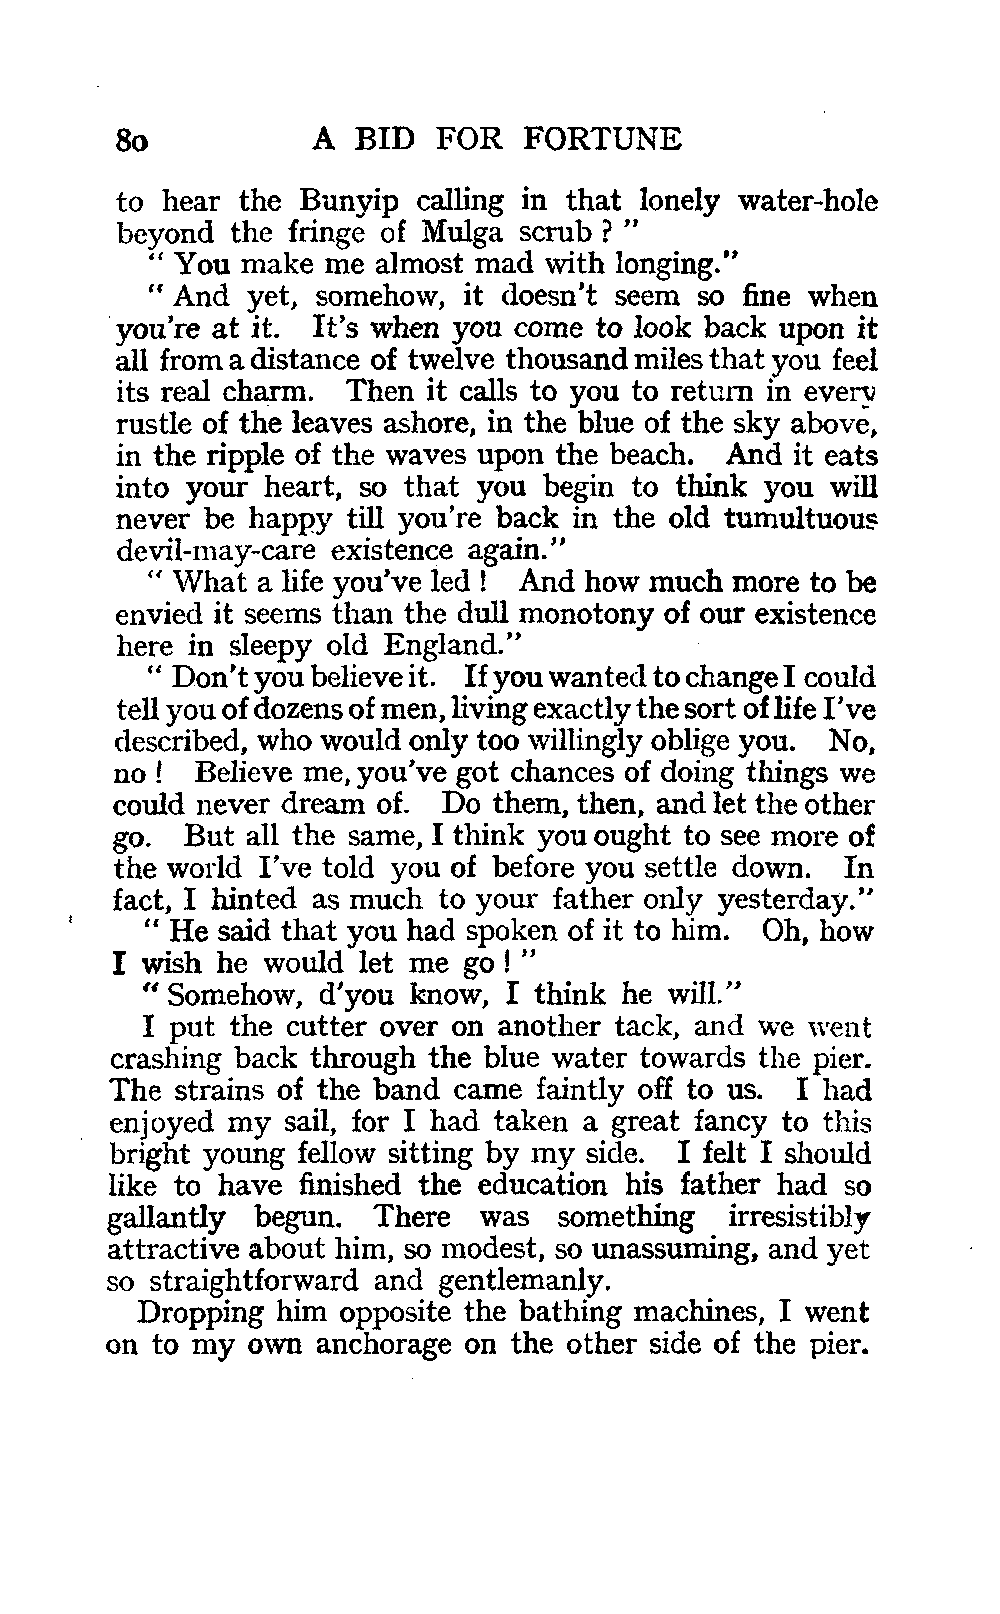 80 A BID FOR FORTUNE
to hear the Bunyip calling in that lonely water-hole
beyond the fringe of Mulga scrub ? "
" You make me almost mad with longing."
" And yet, somehow, it doesn't seem so fine when
you're at it. It's when you come to look back upon it
all from a distance of twelve thousand miles that you feel
its real charm. Then it calls to you to return in every
rustle of the leaves ashore, in the blue of the sky above,
in the ripple of the waves upon the beach. And it eats
into your heart, so that you begin to think you will
never be happy till you're back in the old tumultuous
devil-may-care existence again."
" What a life you've led ! And how much more to be
envied it seems than the dull monotony of our existence
here in sleepy old England."
" Don't you believe it. If you wanted to change I could
tell you of dozens of men, living exactly the sort of life I've
described, who would only too willingly oblige you. No,
no ! Believe me, you've got chances of doing things we
could never dream of. Do them, then, and let the other
go. But all the same, I think you ought to see more of
the world I've told you of before you settle down. In
fact, I hinted as much to your father only yesterday."
" He said that you had spoken of it to him. Oh, how
I wish he would let me go ! "
" Somehow, d'you know, I think he will."
I put the cutter over on another tack, and we went
crashing back through the blue water towards the pier.
The strains of the band came faintly off to us. I had
enjoyed my sail, for I had taken a great fancy to this
bright young fellow sitting by my side. I felt I should
like to have finished the education his father had so
gallantly begun. There was something irresistibly
attractive about him, so modest, so unassuming, and yet
so straightforward and gentlemanly.
Dropping him opposite the bathing machines, I went
on to my own anchorage on the other side of the pier.